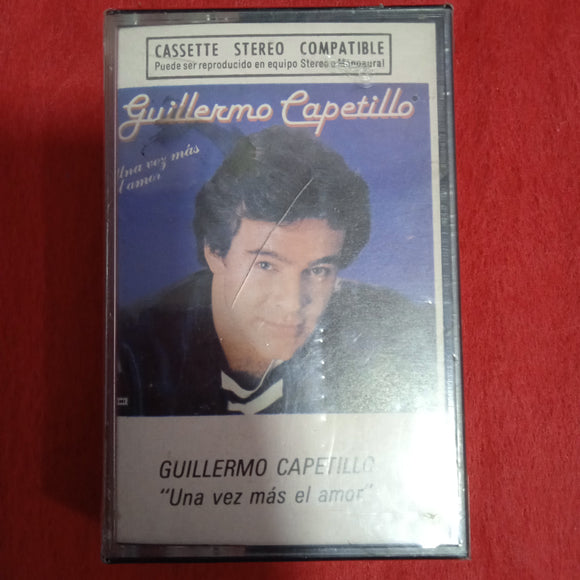 CASSETTE STEREO COMPATIBLE
Puede ser reproducido en equipo Stereo o Monoaural
Guillermo Capetillo
Una vez más
el amor
GUILLERMO CAPETILLO
"Una vez más el amor"